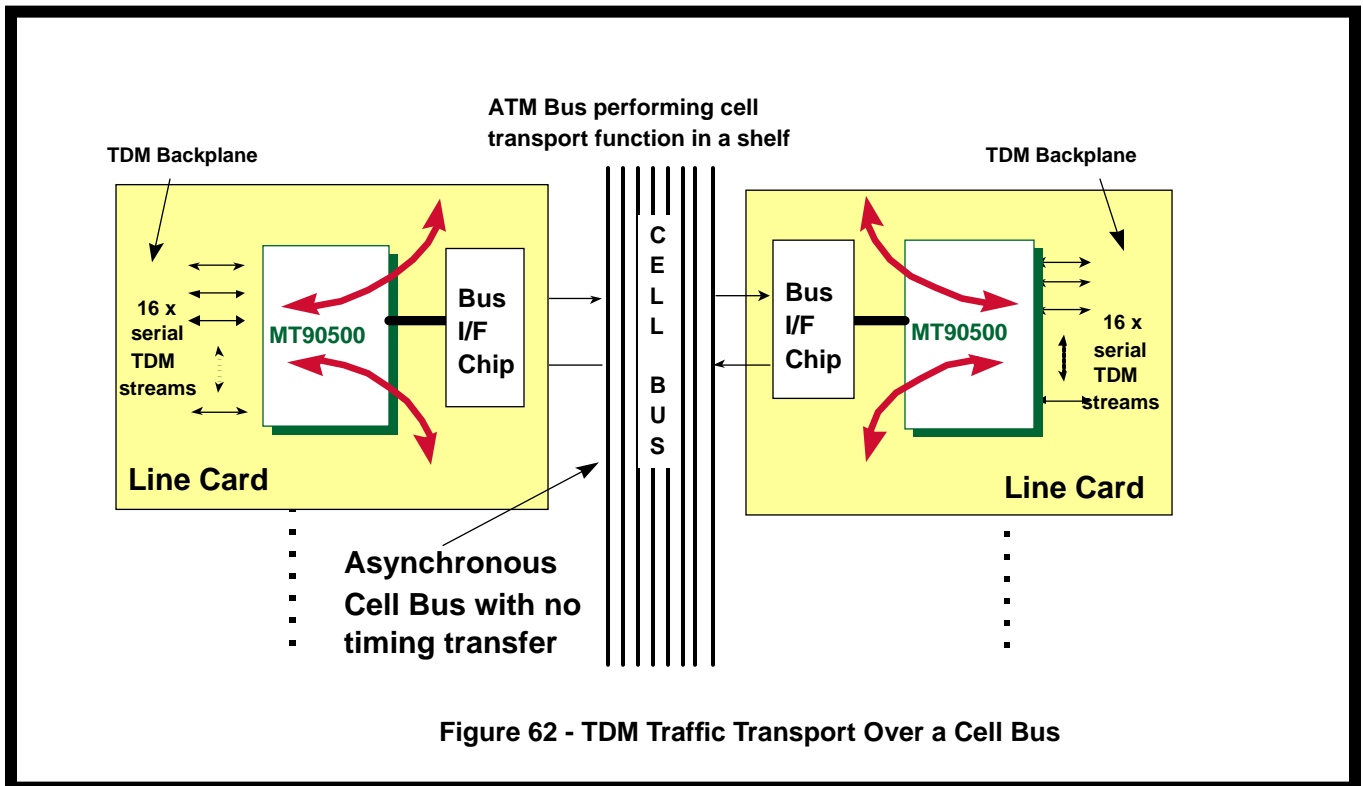 ATM Bus performing cell
transport function in a shelf
TDM Backplane
TDM Backplane
16 x
serial
TDM
streams
MT90500
Bus
I/F
Chip
Line Card
C
E
L
L
B
U
S
Bus
I/F
Chip
MT90500
16 x
serial
TDM
streams
Line Card
Asynchronous
Cell Bus with no
timing transfer
Figure 62 - TDM Traffic Transport Over a Cell Bus